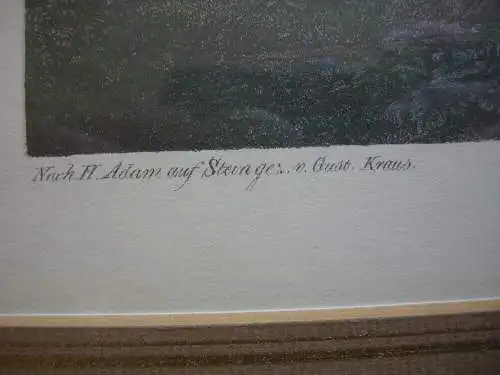 Nach H. Adam auf Stein gez. v. Gust. Kraus.